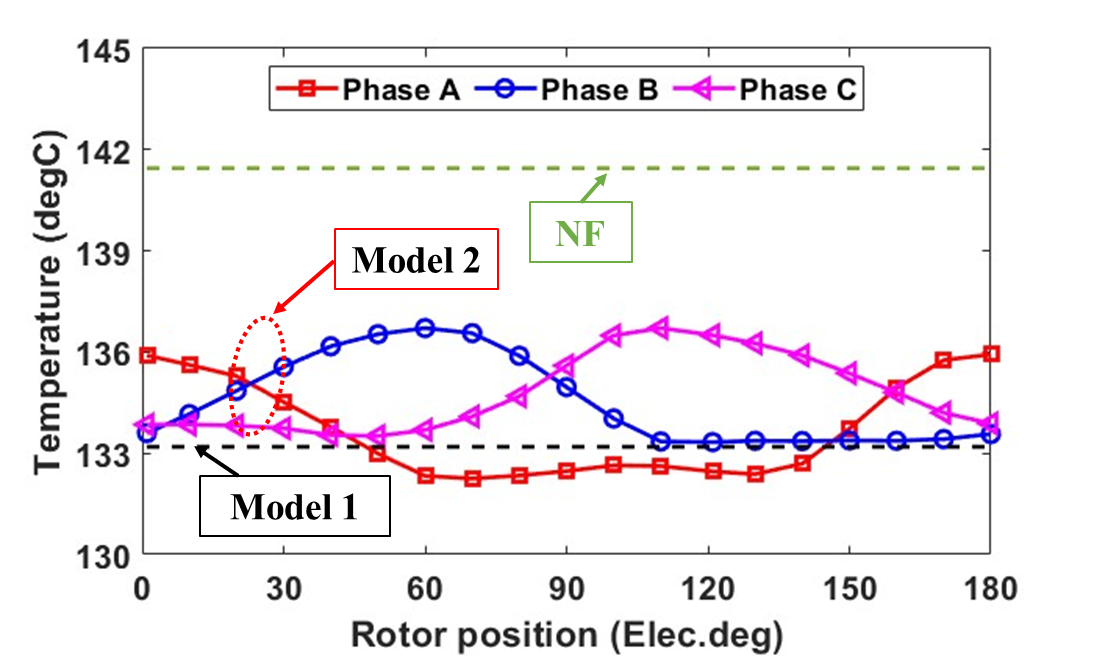 145
142
139
136
133
130
Temperature (degC)
Phase A Phase B Phase C
NF
Model 2
Model 1
0 30 60 90 120 150 180
Rotor position (Elec.deg)